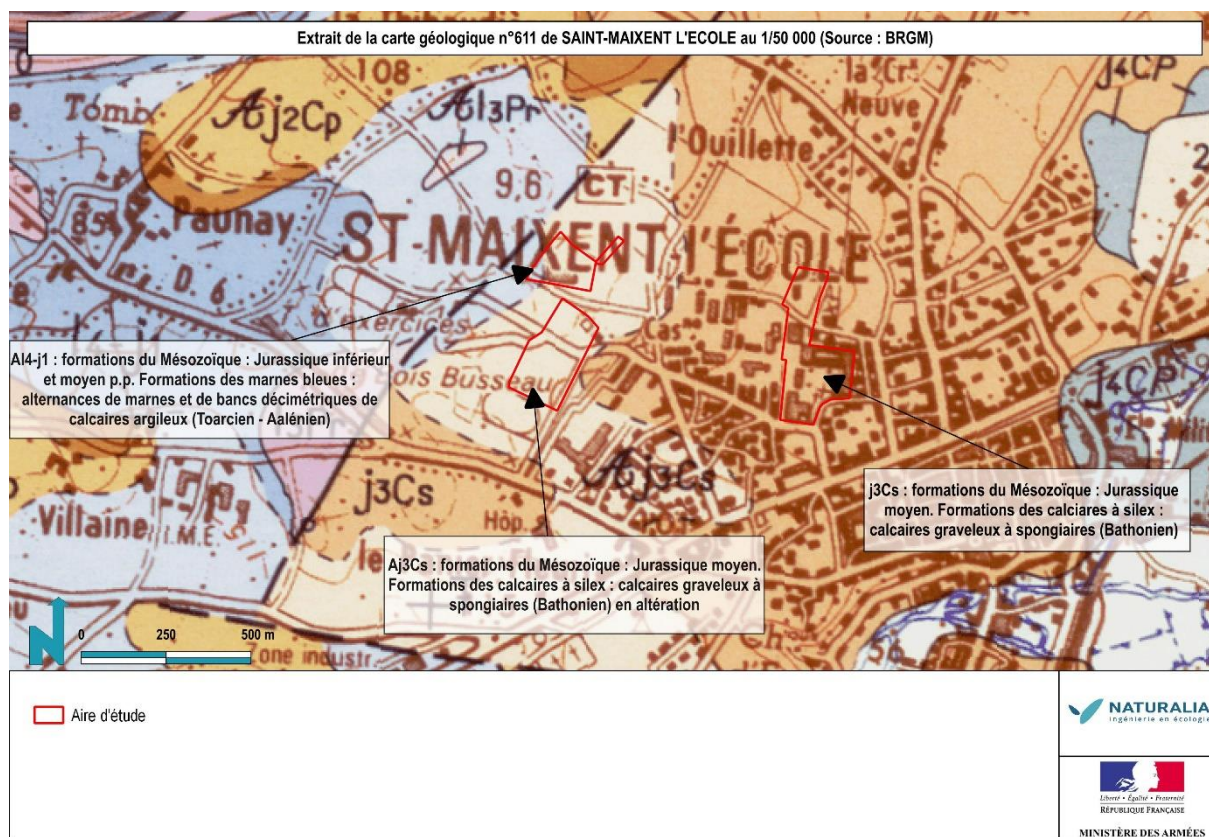 Extrait de la carte géologique n°611 de SAINT-MAIXENT L'ECOLE au 1/50 000 (Source : BRGM)
108
la Cx
Neuve
j4CP
Tomb
Aj2Cp
Al3Pr
l'Ouillette
9,6
CT
85
Paunay
ST-MAIXENT l'ÉCOLE
D. 6
d'exercices
Cas
Bois Busseau
j4CP
Al4-j1 : formations du Mésozoïque : Jurassique inférieur
et moyen p.p. Formations des marnes bleues :
alternances de marnes et de bancs décimétriques de
calcaires argileux (Toarcien - Aalénien)
j3Cs
Aj3Cs
j3Cs : formations du Mésozoïque : Jurassique
moyen. Formations des calciares à silex :
calcaires graveleux à spongiaires (Bathonien)
Villaine
I.M.E.
115
Hôp.
le
Aj3Cs : formations du Mésozoïque : Jurassique moyen.
Formations des calcaires à silex : calcaires graveleux à
spongiaires (Bathonien) en altération
N
0 250 500 m
Zone industr.
56
Aire d'étude
NATURALIA
ingénierie en écologie
Liberté • Égalité • Fraternité
RÉPUBLIQUE FRANÇAISE
MINISTÈRE DES ARMÉES